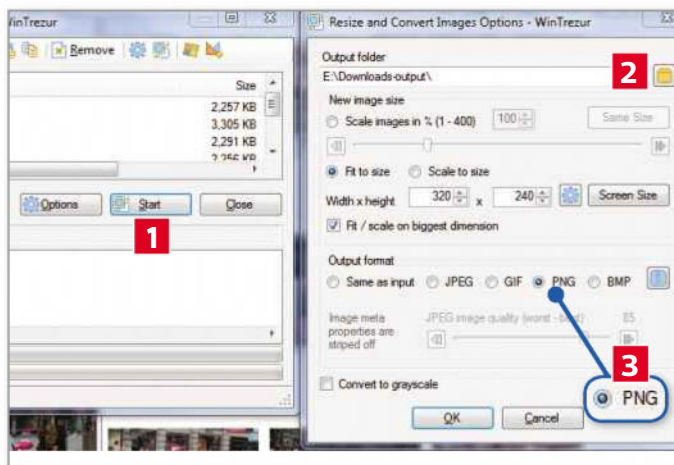 WinTrezur
Remove
Size
2,257 KB
3,305 KB
2,291 KB
2,256 KB
Options
Start
Close
1
Resize and Convert Images Options - WinTrezur
Output folder
E:\Downloads-output\
2
New image size
Scale images in % (1 - 400)
100
Same Size
Fit to size
Scale to size
Width x height
320 x 240
Screen Size
Fit / scale on biggest dimension
Output format
Same as input
JPEG
GIF
PNG
BMP
Image meta
properties are
striped off
JPEG image quality (worst - best)
85
3
Convert to grayscale
PNG
OK
Cancel